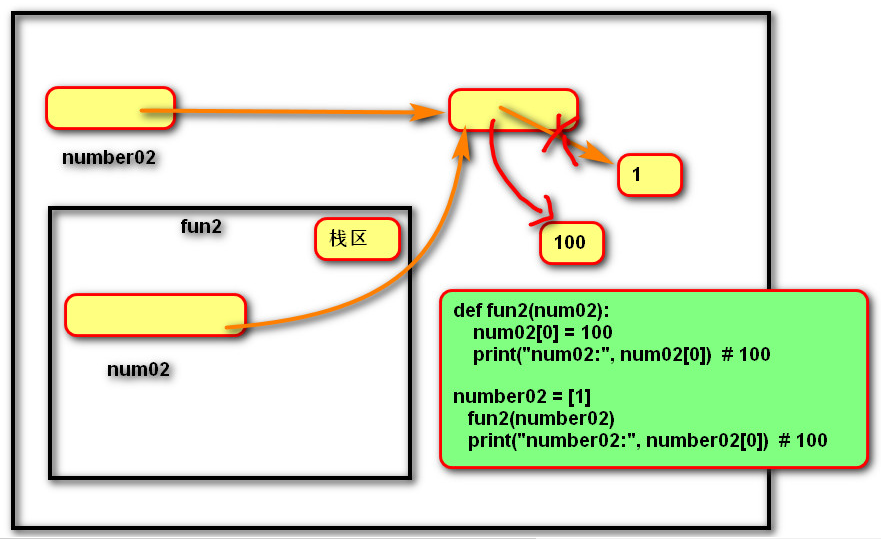 number02
1
fun2
栈区
100
num02
def fun2(num02):
    num02[0] = 100
    print("num02:", num02[0])  # 100

number02 = [1]
   fun2(number02)
   print("number02:", number02[0])  # 100